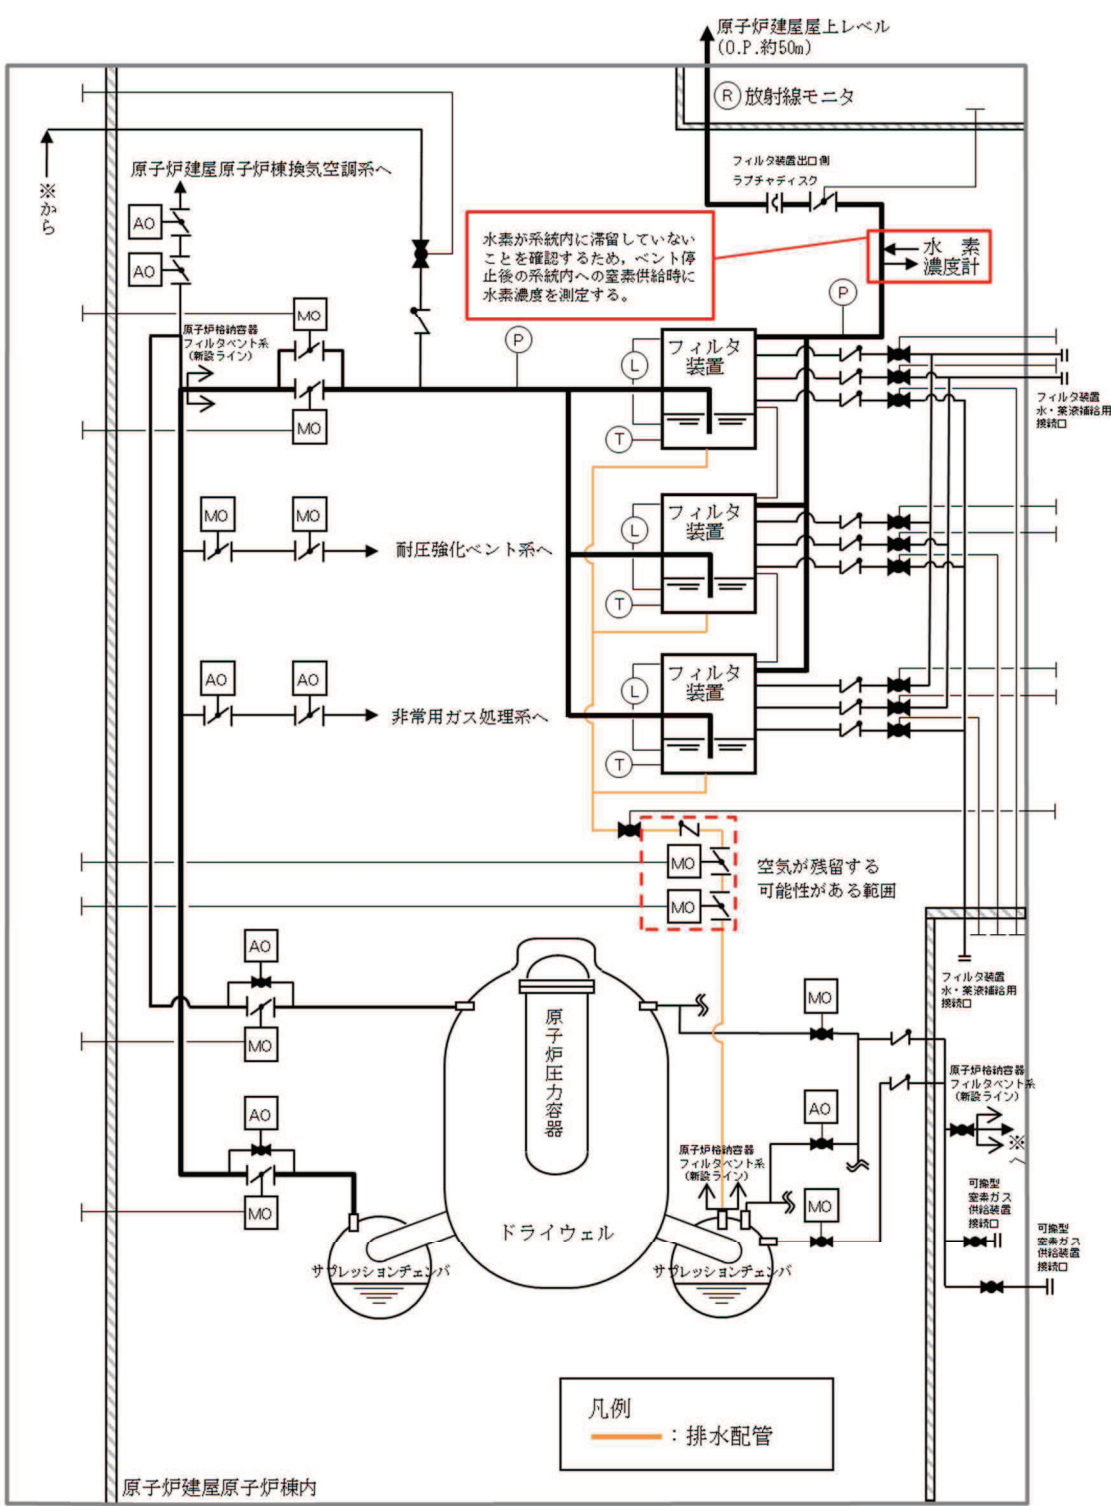 原子炉建屋屋上レベル
(O.P.約50m)
R 放射線モニタ
フィルタ装置出口側
ラプチャディスク
※から
原子炉建屋原子炉棟換気空調系へ
AO
AO
水素が系統内に滞留していない
ことを確認するため，ベント停
止後の系統内への窒素供給時に
水素濃度を測定する。
水 素
濃度計
P
MO
原子炉格納容器
フィルタベント系
(新設ライン)
P
MO
フィルタ
装置
L
T
フィルタ装置
水・薬液補給用
接続口
MO
MO
耐圧強化ベント系へ
フィルタ
装置
L
T
AO
AO
非常用ガス処理系へ
フィルタ
装置
L
T
MO
MO
空気が残留する
可能性がある範囲
AO
MO
原子炉圧力容器
MO
フィルタ装置
水・薬液補給用
接続口
原子炉格納容器
フィルタベント系
(新設ライン)
※へ
AO
AO
MO
原子炉格納容器
フィルタベント系
(新設ライン)
MO
可搬型
窒素ガス
供給装置
接続口
可搬型
窒素ガス
供給装置
接続口
ドライウェル
サプレッションチェンバ
サプレッションチェンバ
凡例
：排水配管
原子炉建屋原子炉棟内